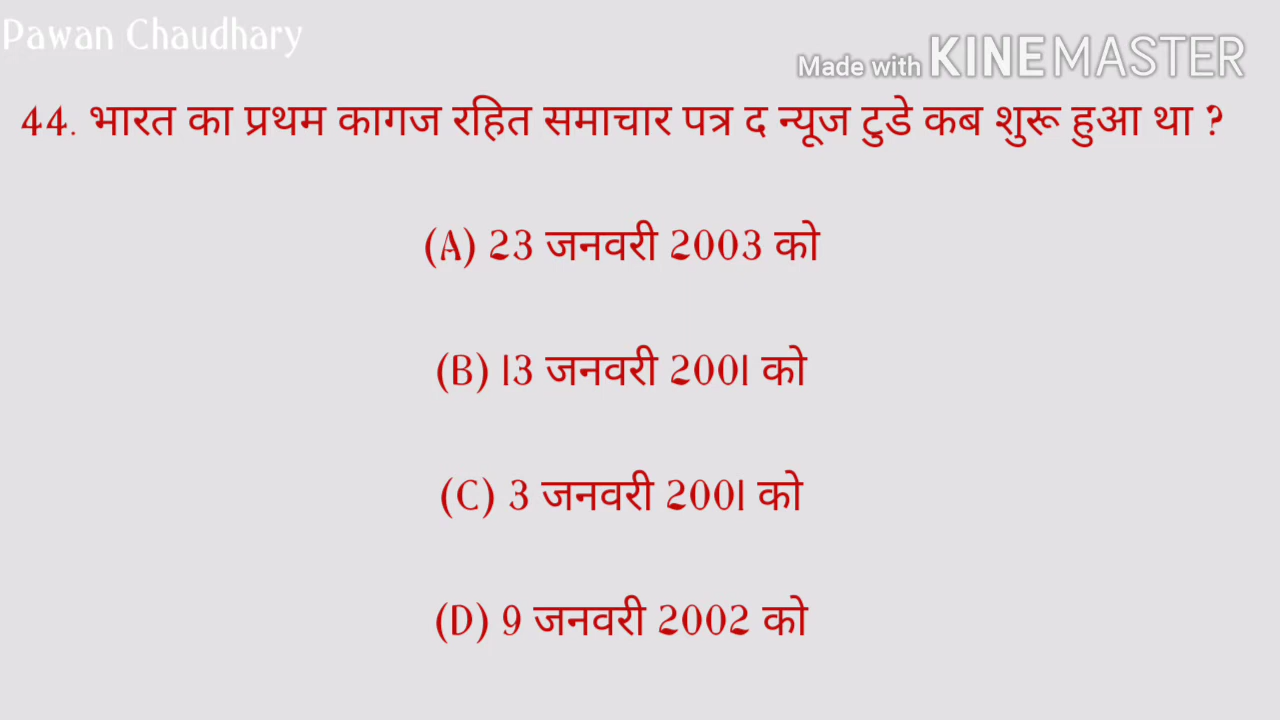 Pawan Chaudhary
Made with KINEMASTER
44. भारत का प्रथम कागज रहित समाचार पत्र द न्यूज टुडे कब शुरू हुआ था ?
(A) 23 जनवरी 2003 को
(B) 13 जनवरी 2001 को
(C) 3 जनवरी 2001 को
(D) 9 जनवरी 2002 को